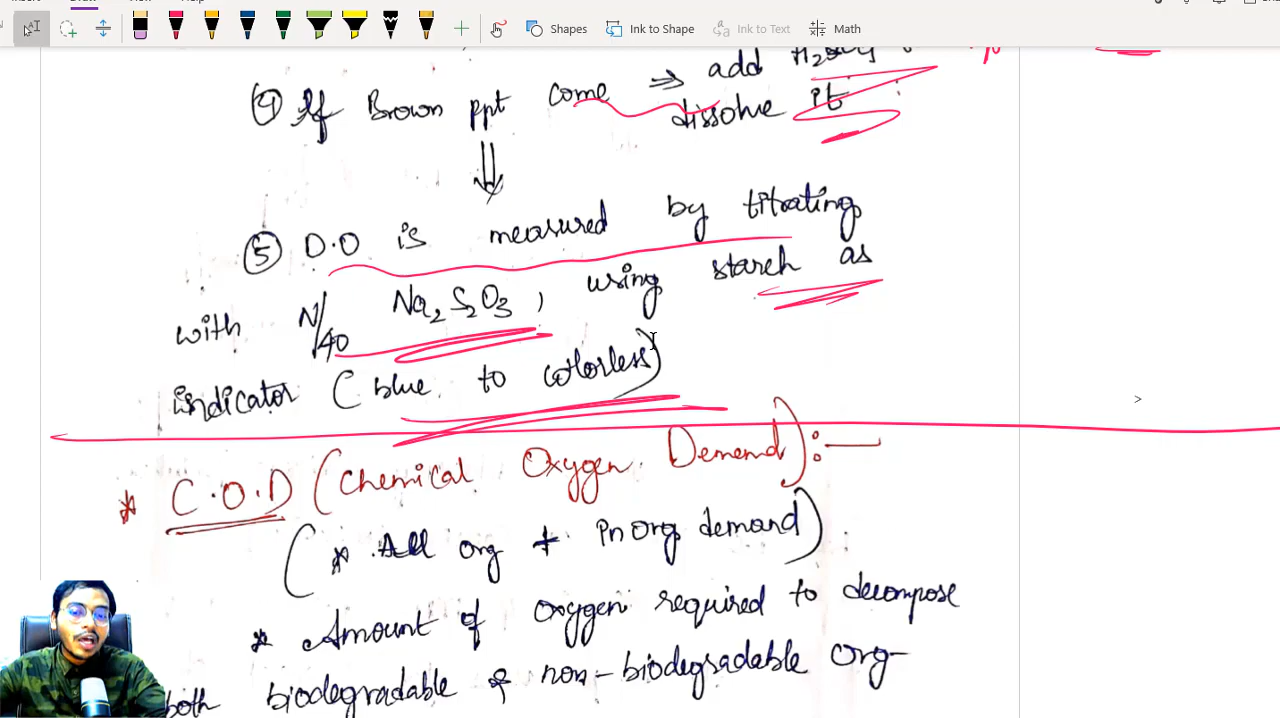 Shapes
Ink to Shape
Ink to Text
Math
④ If Brown ppt come ⇒ add H₂SO₄
dissolve it
⑤ D.O is measured by titrating
with N/40 Na₂S₂O₃, using starch as
indicator (blue to colorless)
* C.O.D (Chemical Oxygen Demand):—
(* All org + Inorg demand)
* Amount of oxygen required to decompose
both biodegradable & non-biodegradable org-